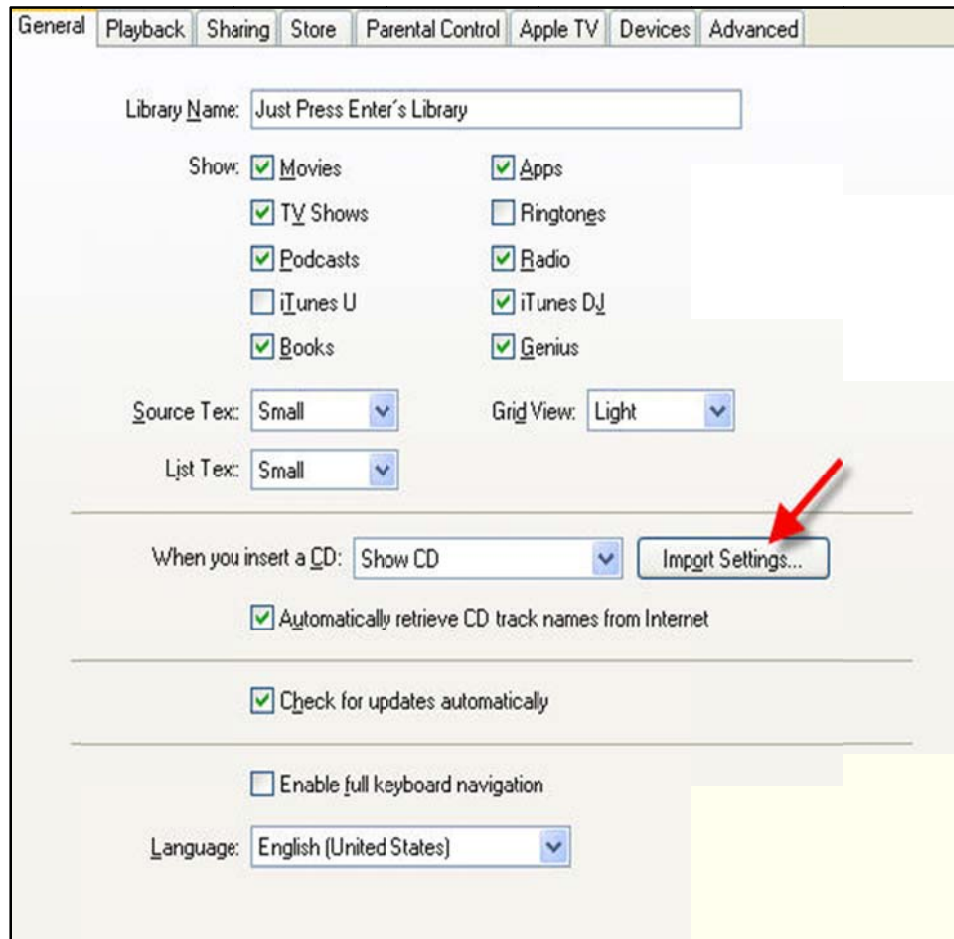 General Playback Sharing Store Parental Control Apple TV Devices Advanced
Library Name: Just Press Enter's Library
Show: Movies Apps
TV Shows Ringtones
Podcasts Radio
iTunes U iTunes DJ
Books Genius
Source Tex: Small Grid View: Light
List Tex: Small
When you insert a CD: Show CD Import Settings...
Automatically retrieve CD track names from Internet
Check for updates automatically
Enable full keyboard navigation
Language: English (United States)